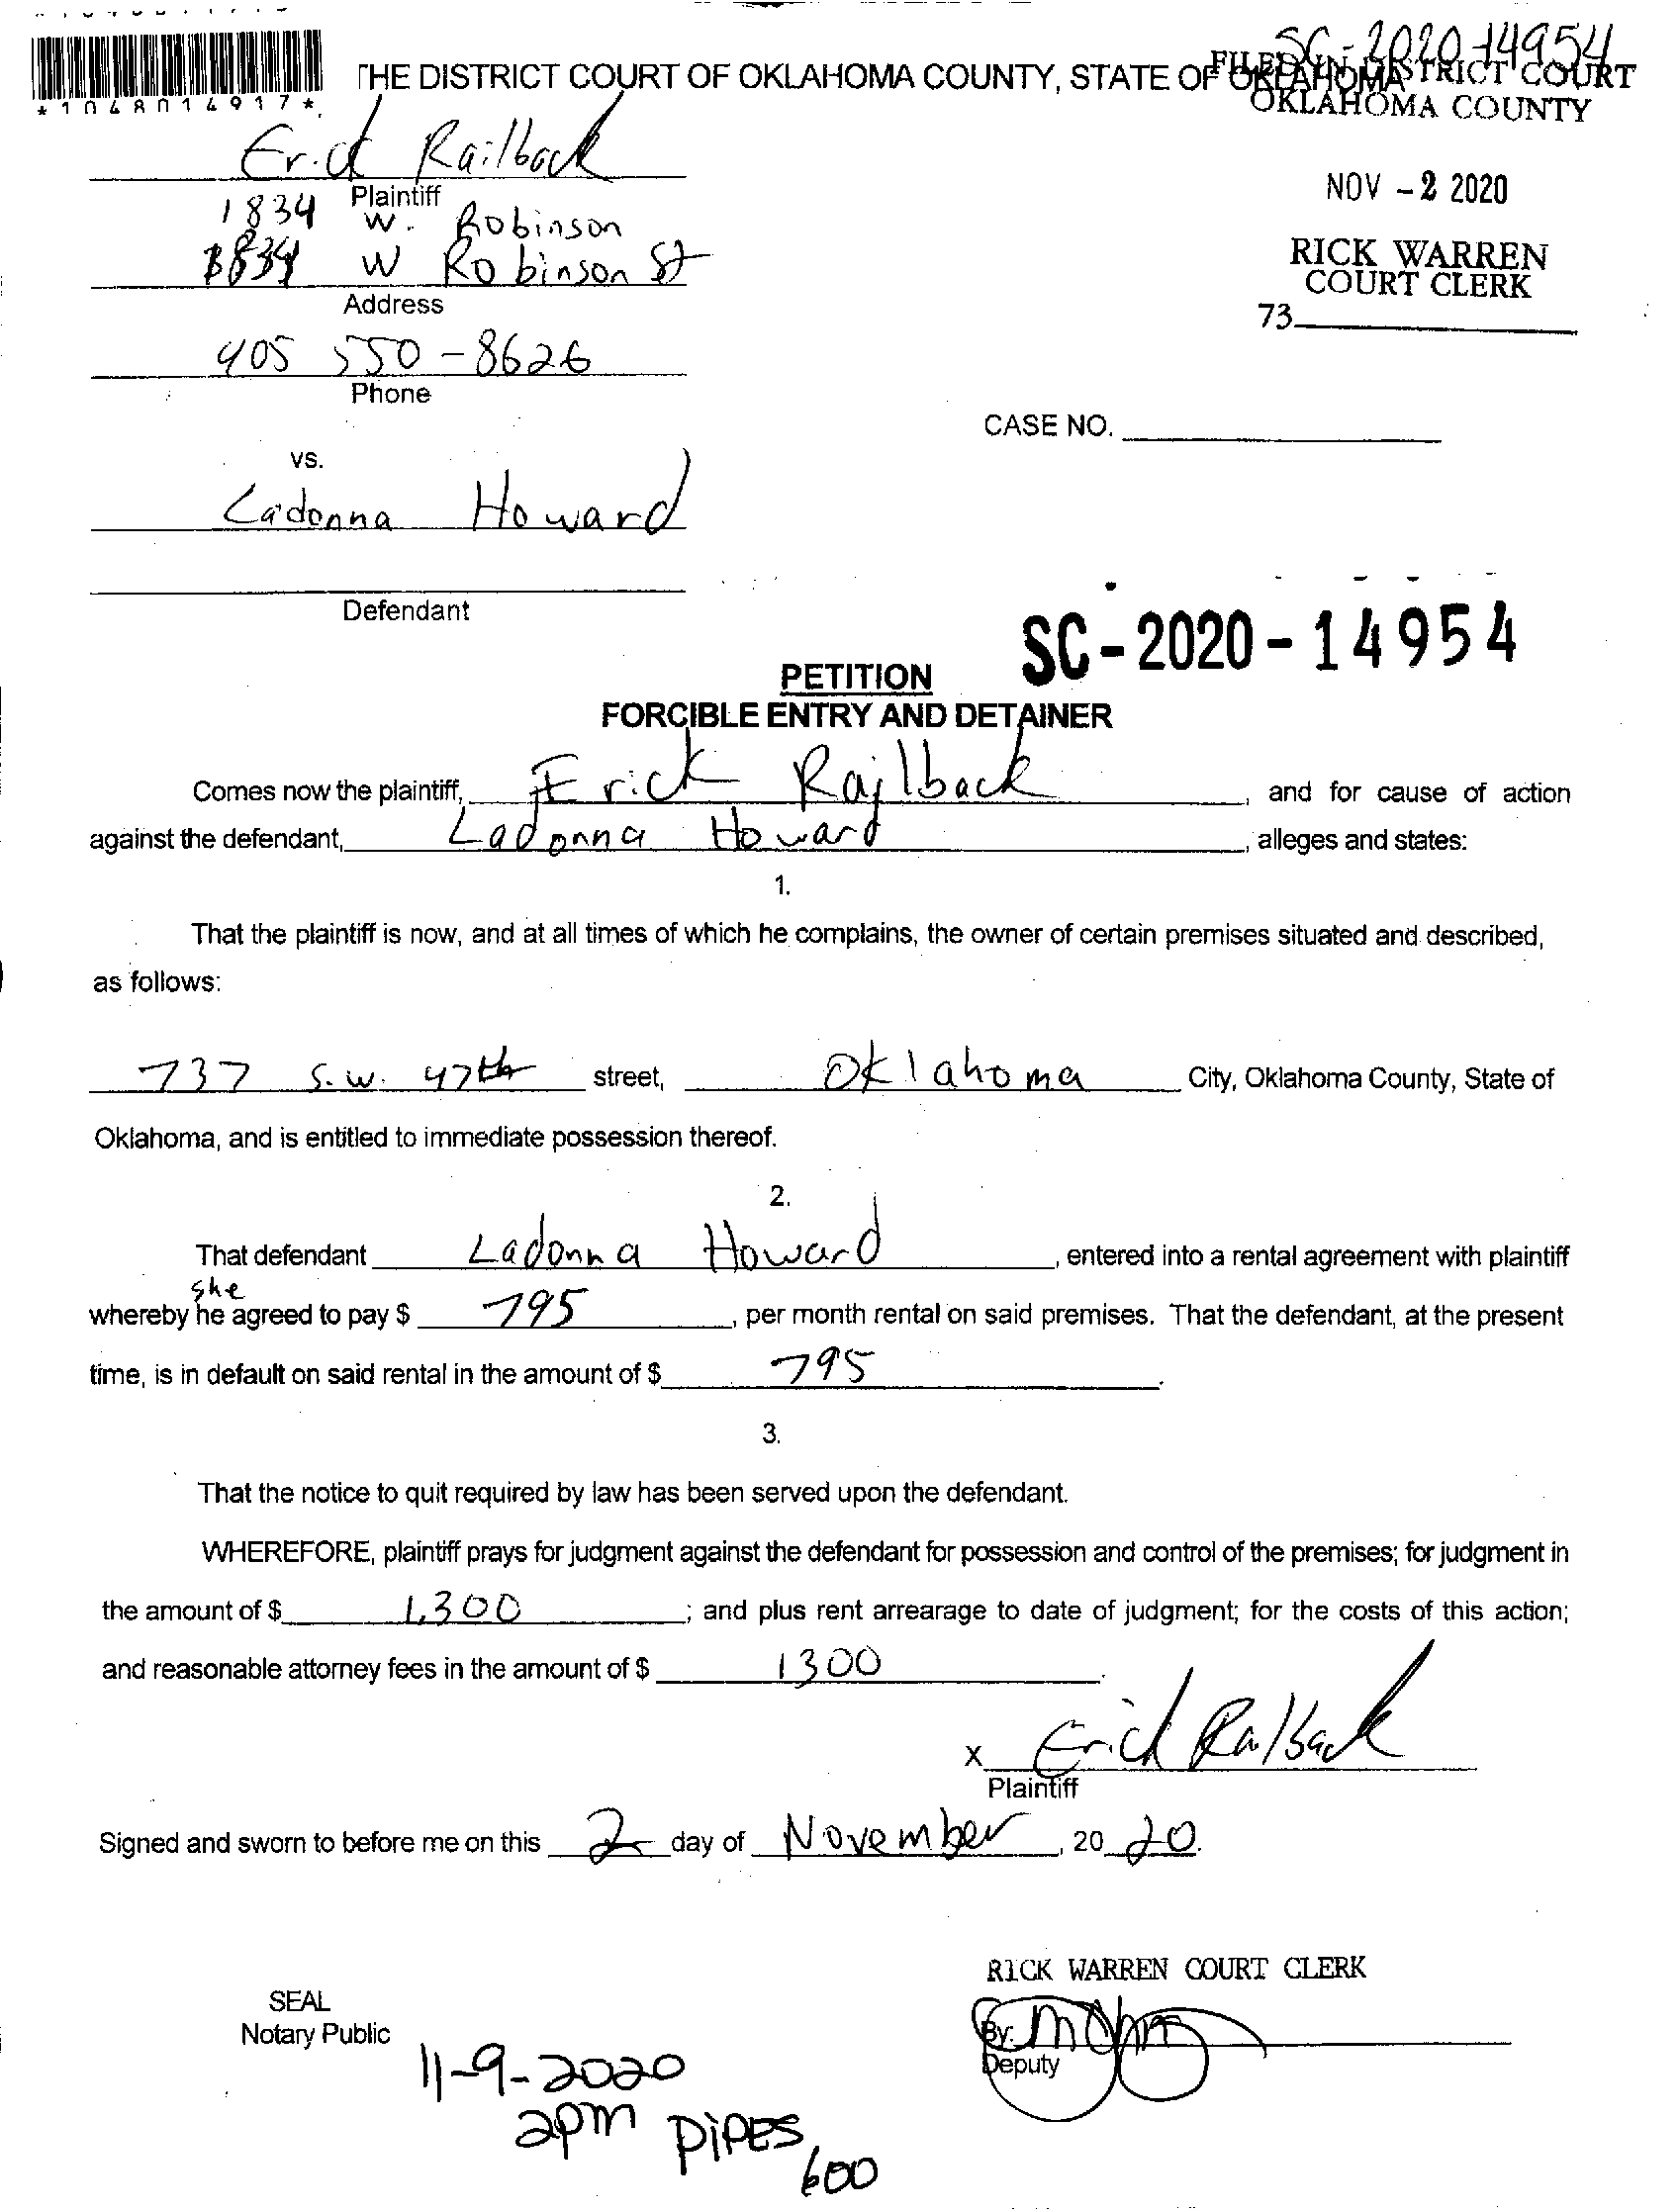 SC-2020-14954
THE DISTRICT COURT OF OKLAHOMA COUNTY, STATE OF OKLAHOMA
FILED IN DISTRICT COURT
OKLAHOMA COUNTY
*1048014917*
Erick Railback
Plaintiff
NOV -2 2020
1834 W. Robinson
1834 W Robinson St
Address
RICK WARREN
COURT CLERK
73
405 550-8626
Phone
CASE NO.
vs.
Ladonna Howard
Defendant
SC-2020-14954
PETITION
FORCIBLE ENTRY AND DETAINER
Comes now the plaintiff, Erick Railback, and for cause of action
against the defendant, Ladonna Howard, alleges and states:
1.
That the plaintiff is now, and at all times of which he complains, the owner of certain premises situated and described,
as follows:
737 S.W. 47th street, Oklahoma City, Oklahoma County, State of
Oklahoma, and is entitled to immediate possession thereof.
2.
That defendant Ladonna Howard, entered into a rental agreement with plaintiff
she
whereby he agreed to pay $ 795, per month rental on said premises. That the defendant, at the present
time, is in default on said rental in the amount of $ 795.
3.
That the notice to quit required by law has been served upon the defendant.
WHEREFORE, plaintiff prays for judgment against the defendant for possession and control of the premises; for judgment in
the amount of $ 1,300; and plus rent arrearage to date of judgment; for the costs of this action;
and reasonable attorney fees in the amount of $ 1300.
x Erick Railback
Plaintiff
Signed and sworn to before me on this 2 day of November, 2020.
RICK WARREN COURT CLERK
SEAL
Notary Public
By:
Deputy
11-9-2020
2pm PiPES
600